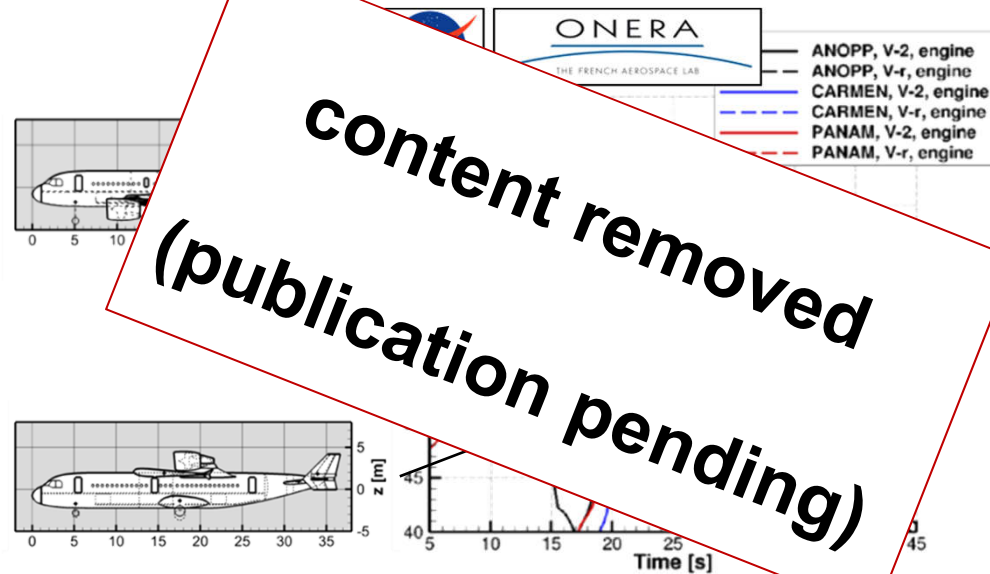 ONERA
THE FRENCH AEROSPACE LAB
ANOPP, V-2, engine
ANOPP, V-r, engine
CARMEN, V-2, engine
CARMEN, V-r, engine
PANAM, V-2, engine
PANAM, V-r, engine
content removed
(publication pending)
0 5 10
5
0
-5
z [m]
0 5 10 15 20 25 30 35
45
40
5 10 15 20 25 45
Time [s]